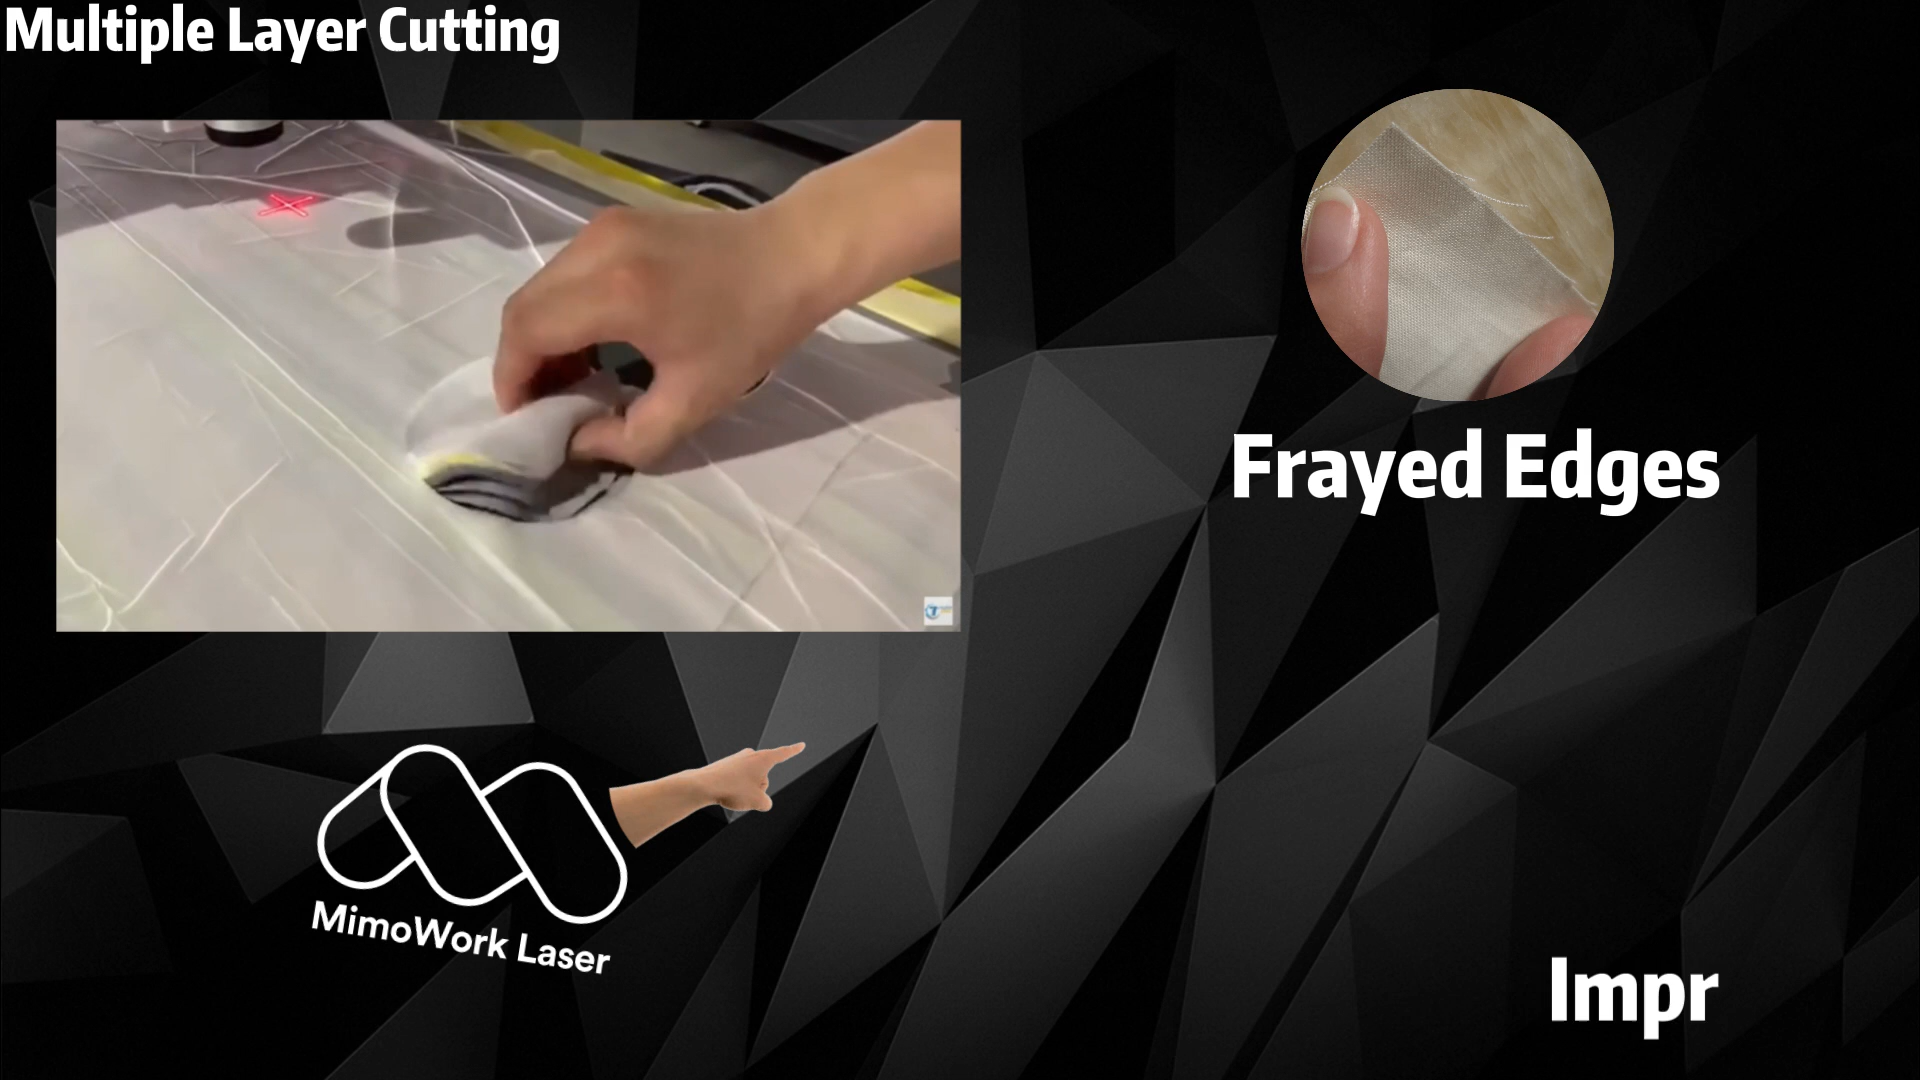 Multiple Layer Cutting
Frayed Edges
MimoWork Laser
Impr